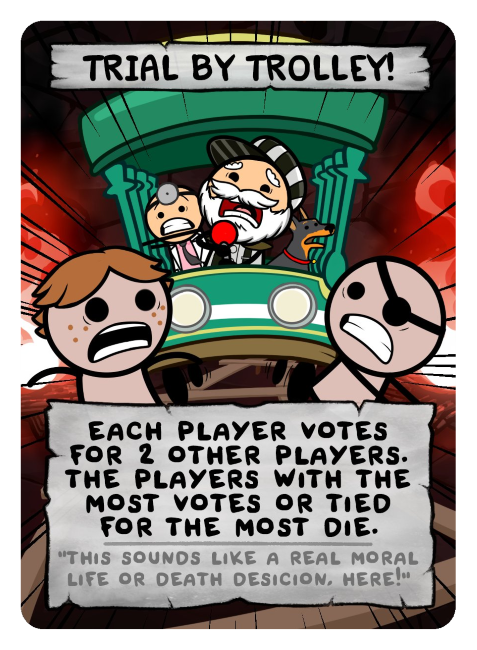 TRIAL BY TROLLEY!
EACH PLAYER VOTES
FOR 2 OTHER PLAYERS.
THE PLAYERS WITH THE
MOST VOTES OR TIED
FOR THE MOST DIE.
"THIS SOUNDS LIKE A REAL MORAL
LIFE OR DEATH DESICION, HERE!"